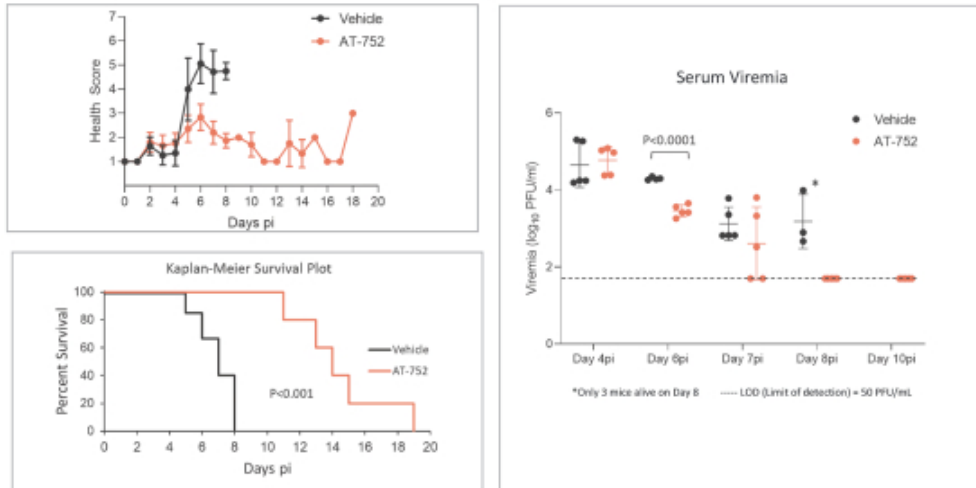 7
6
5
4
3
2
1
Health Score
0 2 4 6 8 10 12 14 16 18 20
Days pi
Vehicle
AT-752
Kaplan-Meier Survival Plot
100
80
60
40
20
0
Percent Survival
0 2 4 6 8 10 12 14 16 18 20
Days pi
Vehicle
AT-752
P<0.001
Serum Viremia
Vehicle
AT-752
P<0.0001
*
6
4
2
0
Viremia (log10 PFU/ml)
Day 4pi Day 6pi Day 7pi Day 8pi Day 10pi
*Only 3 mice alive on Day 8 ----- LOD (Limit of detection) = 50 PFU/mL